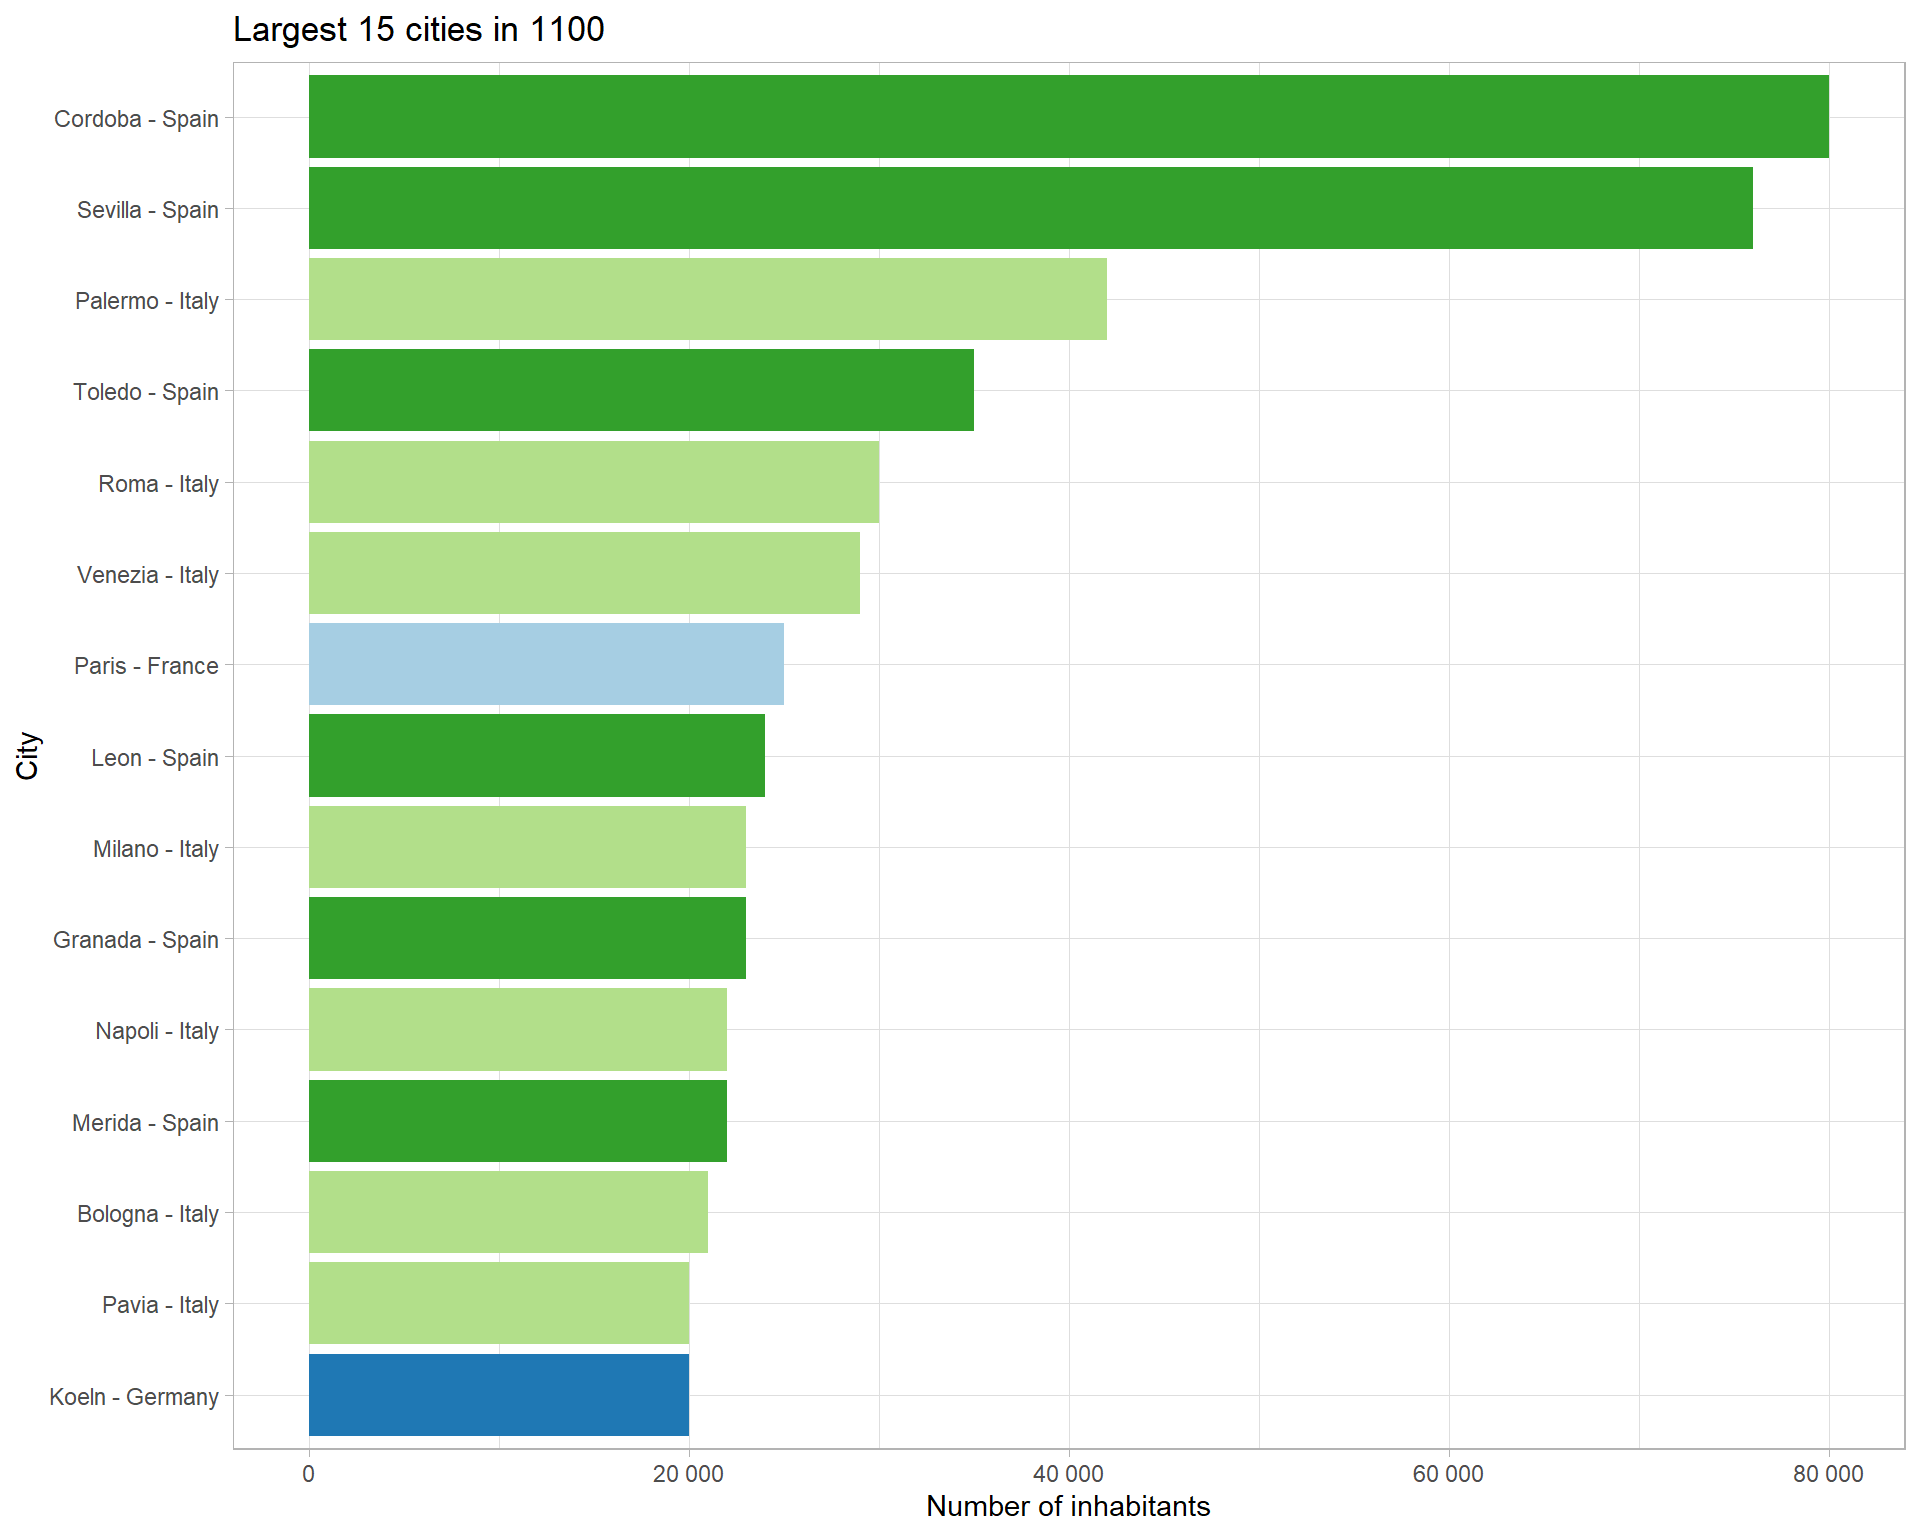 Largest 15 cities in 1100
Cordoba - Spain
Sevilla - Spain
Palermo - Italy
Toledo - Spain
Roma - Italy
Venezia - Italy
Paris - France
Leon - Spain
Milano - Italy
Granada - Spain
Napoli - Italy
Merida - Spain
Bologna - Italy
Pavia - Italy
Koeln - Germany
City
0 20 000 40 000 60 000 80 000
Number of inhabitants